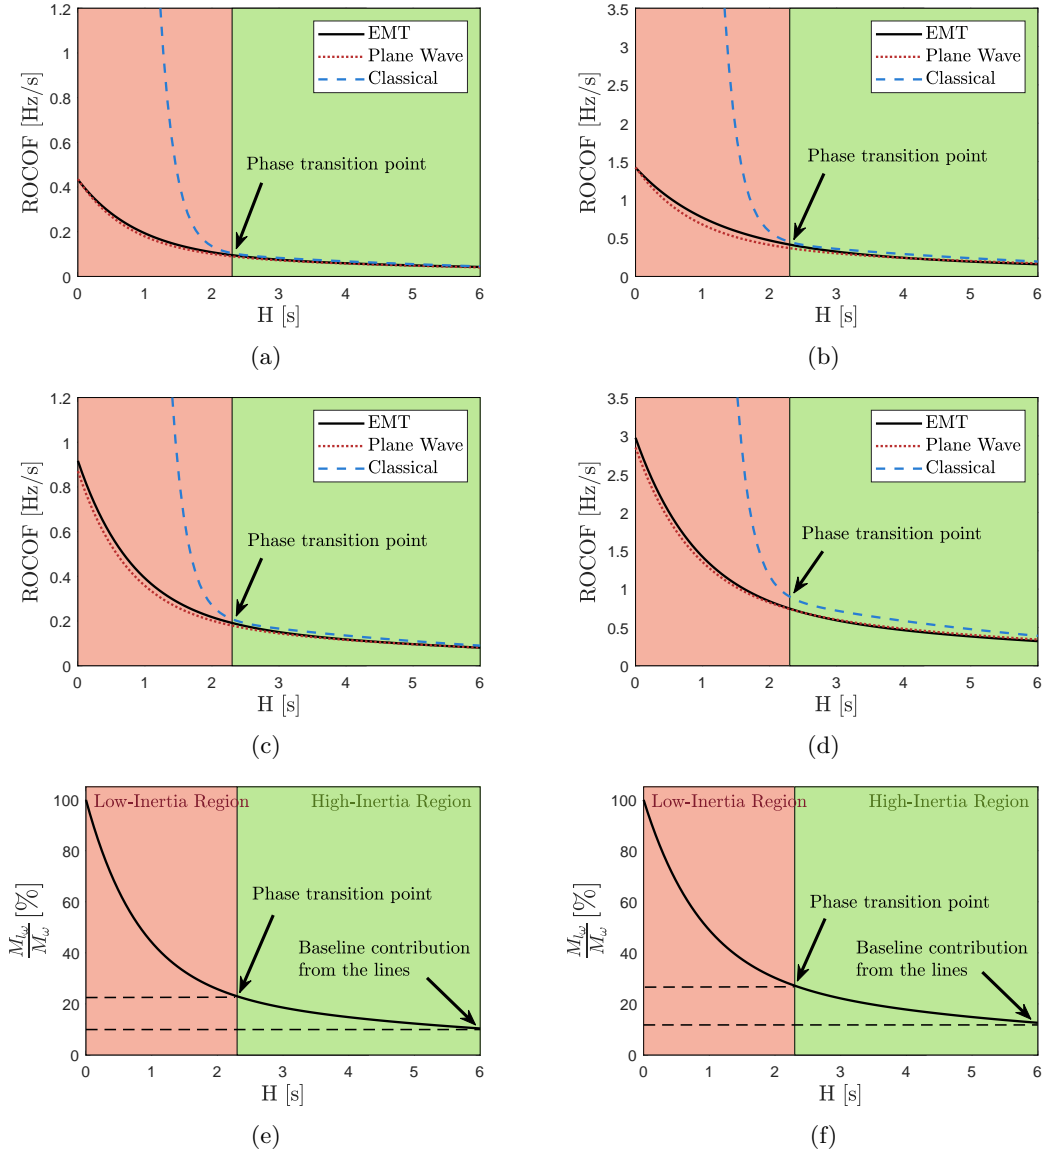 1.2
1
0.8
0.6
0.4
0.2
0
ROCOF [Hz/s]
EMT
Plane Wave
Classical
Phase transition point
0 1 2 3 4 5 6
H [s]
(a)
3.5
3
2.5
2
1.5
1
0.5
0
ROCOF [Hz/s]
EMT
Plane Wave
Classical
Phase transition point
0 1 2 3 4 5 6
H [s]
(b)
1.2
1
0.8
0.6
0.4
0.2
0
ROCOF [Hz/s]
EMT
Plane Wave
Classical
Phase transition point
0 1 2 3 4 5 6
H [s]
(c)
3.5
3
2.5
2
1.5
1
0.5
0
ROCOF [Hz/s]
EMT
Plane Wave
Classical
Phase transition point
0 1 2 3 4 5 6
H [s]
(d)
100
80
60
40
20
0
M_{l_ω}/M_ω [%]
Low-Inertia Region
High-Inertia Region
Phase transition point
Baseline contribution
from the lines
0 1 2 3 4 5 6
H [s]
(e)
100
80
60
40
20
0
M_{l_ω}/M_ω [%]
Low-Inertia Region
High-Inertia Region
Phase transition point
Baseline contribution
from the lines
0 1 2 3 4 5 6
H [s]
(f)